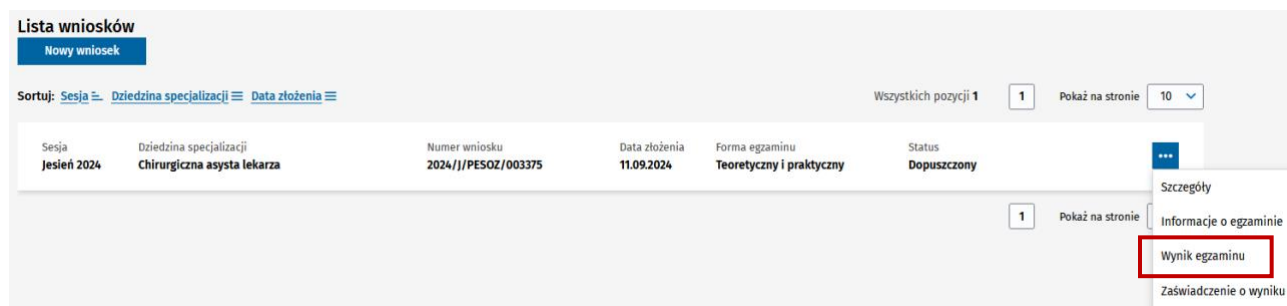 Lista wniosków
Nowy wniosek
Sortuj: Sesja Dziedzina specjalizacji Data złożenia Wszystkich pozycji 1 1 Pokaż na stronie 10
Sesja Dziedzina specjalizacji Numer wniosku Data złożenia Forma egzaminu Status
Jesień 2024 Chirurgiczna asysta lekarza 2024/J/PESOZ/003375 11.09.2024 Teoretyczny i praktyczny Dopuszczony
Szczegóły
1 Pokaż na stronie Informacje o egzaminie
Wynik egzaminu
Zaświadczenie o wyniku